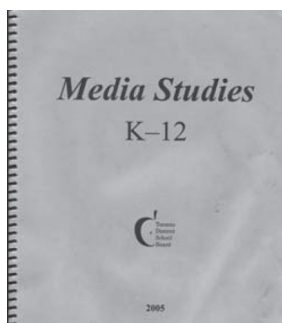 Media Studies
K–12
Toronto
District
School
Board
2005